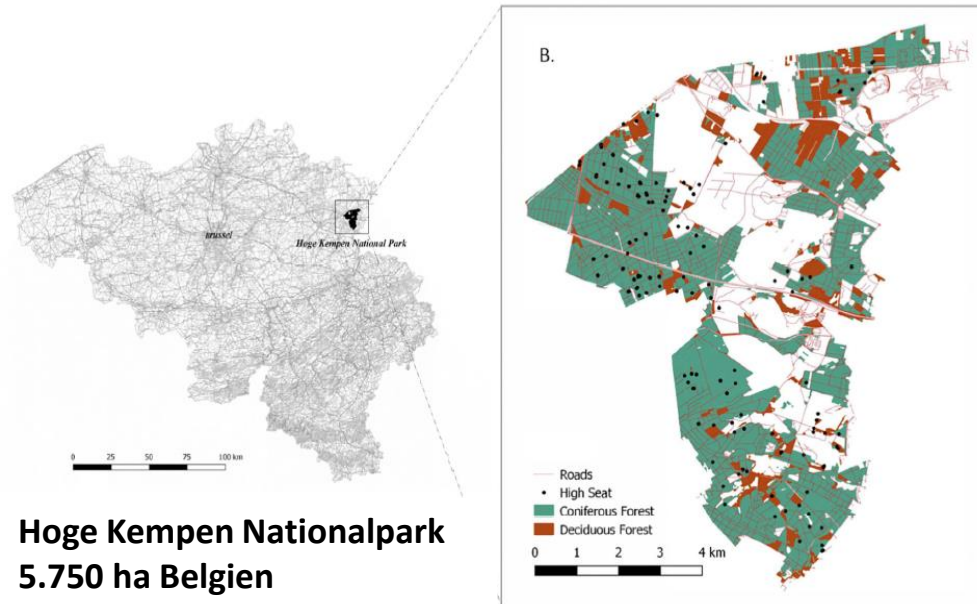 BRUSSEL
Hoge Kempen National Park
0 25 50 75 100 km
Hoge Kempen Nationalpark
5.750 ha Belgien
B.
Roads
High Seat
Coniferous Forest
Deciduous Forest
0 1 2 3 4 km